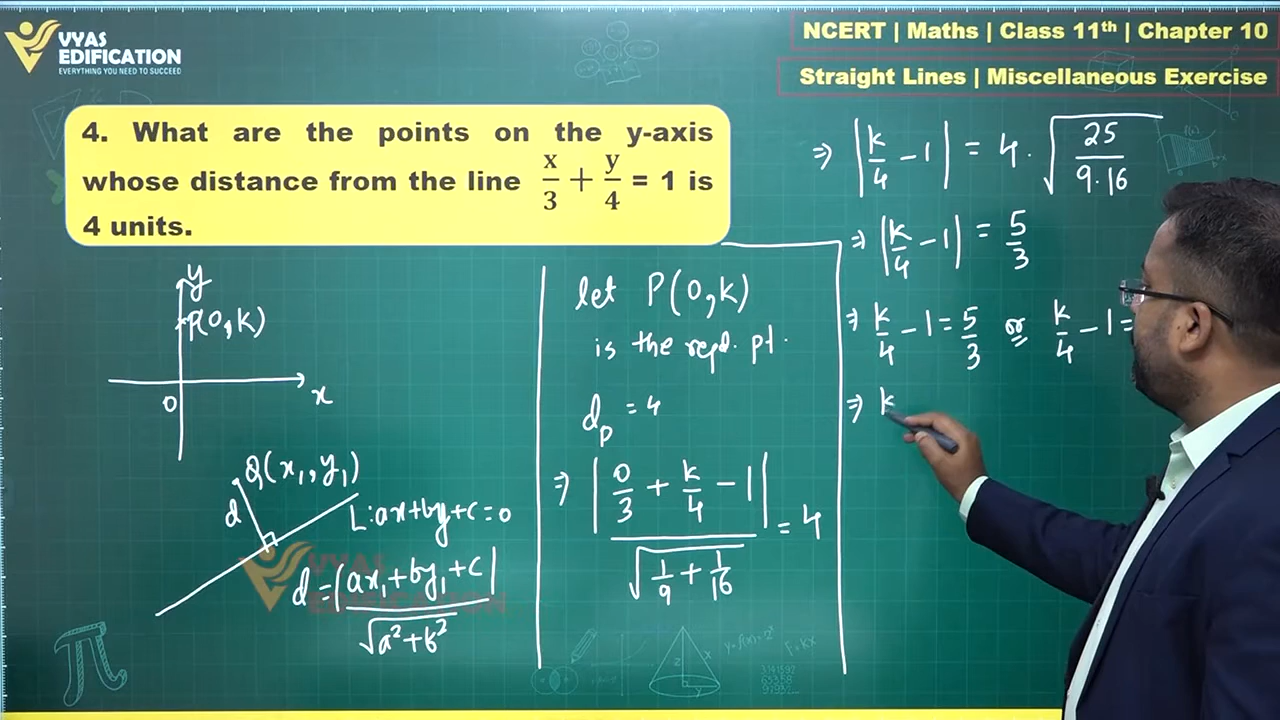 VYAS
EDIFICATION
EVERYTHING YOU NEED TO SUCCEED
NCERT | Maths | Class 11th | Chapter 10
Straight Lines | Miscellaneous Exercise
4. What are the points on the y-axis
whose distance from the line x/3 + y/4 = 1 is
4 units.
y
P(0,k)
0
x
Q(x₁, y₁)
d
L: ax+by+c=0
d = |ax₁+by₁+c| / √(a²+b²)
let P(0,k)
is the reqd. pt.
dₚ = 4
⇒ |0/3 + k/4 - 1| / √(1/9 + 1/16) = 4
⇒ |k/4 - 1| = 4 · √(25/(9·16))
⇒ |k/4 - 1| = 5/3
⇒ k/4 - 1 = 5/3 or k/4 - 1 =
⇒ k
VYAS
EDIFICATION